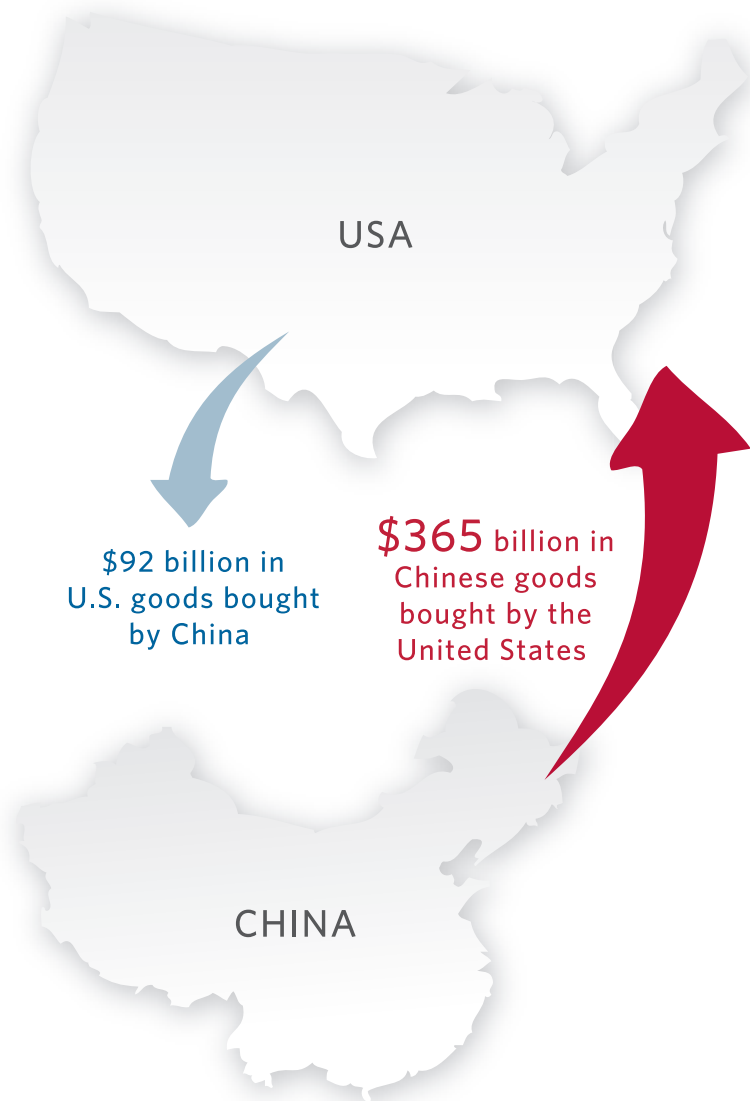 USA
$92 billion in
U.S. goods bought
by China
$365 billion in
Chinese goods
bought by the
United States
CHINA